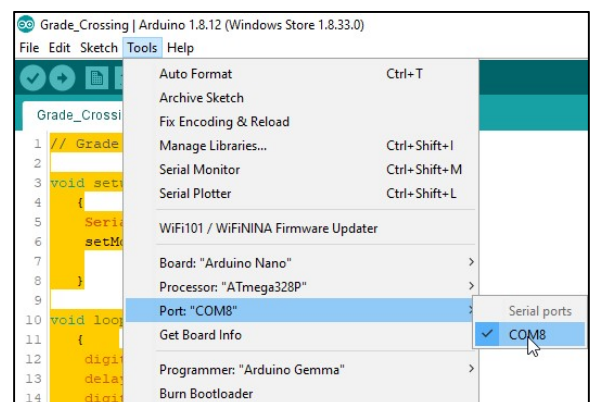 Grade_Crossing | Arduino 1.8.12 (Windows Store 1.8.33.0)
File Edit Sketch Tools Help
Auto Format Ctrl+T
Archive Sketch
Fix Encoding & Reload
Manage Libraries... Ctrl+Shift+I
Serial Monitor Ctrl+Shift+M
Serial Plotter Ctrl+Shift+L
WiFi101 / WiFiNINA Firmware Updater
Board: "Arduino Nano"
Processor: "ATmega328P"
Port: "COM8"
Get Board Info
Programmer: "Arduino Gemma"
Burn Bootloader
Serial ports
✓ COM8
Grade_Crossi
1 // Grade
2
3 void setu
4 {
5 Seria
6 setMo
7
8 }
9
10 void loop
11 {
12 digit
13 delay
14 digit